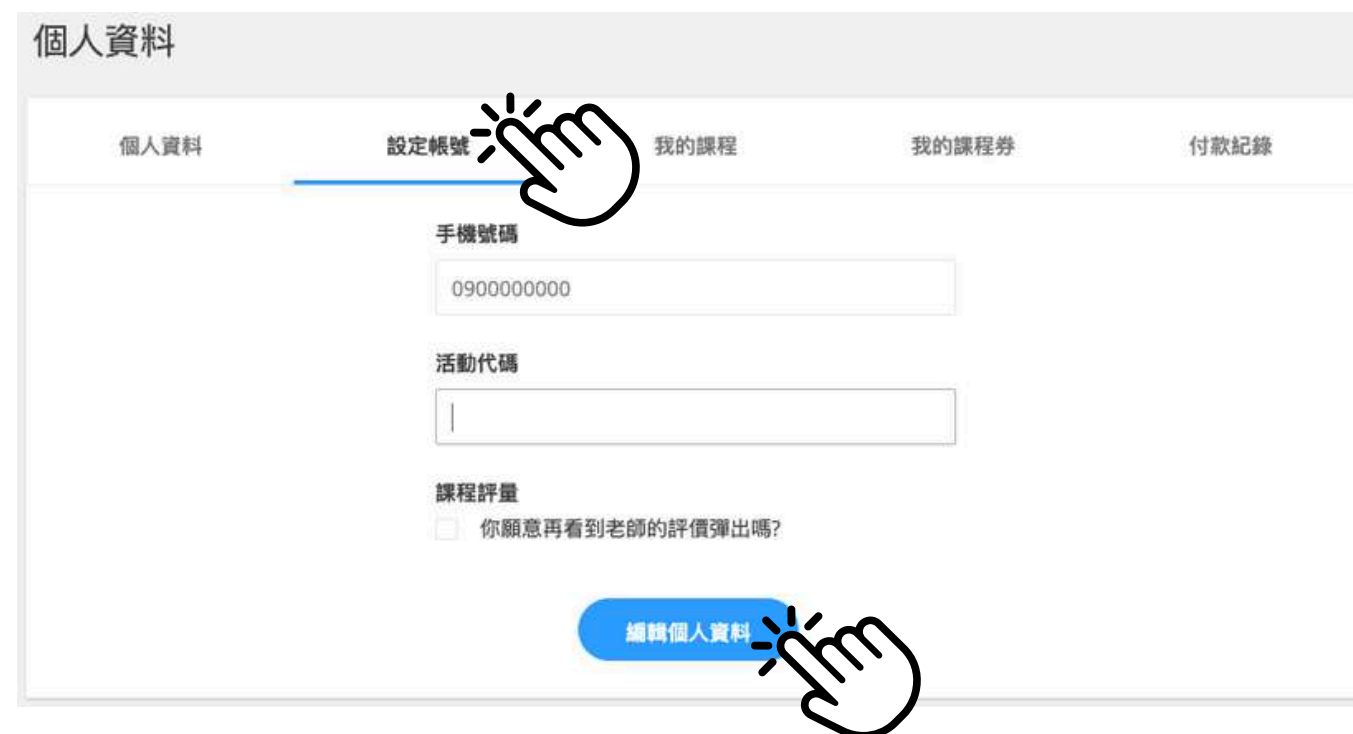 個人資料
個人資料 設定帳號 我的課程 我的課程券 付款紀錄
手機號碼
0900000000
活動代碼
課程評量
你願意再看到老師的評價彈出嗎?
編輯個人資料